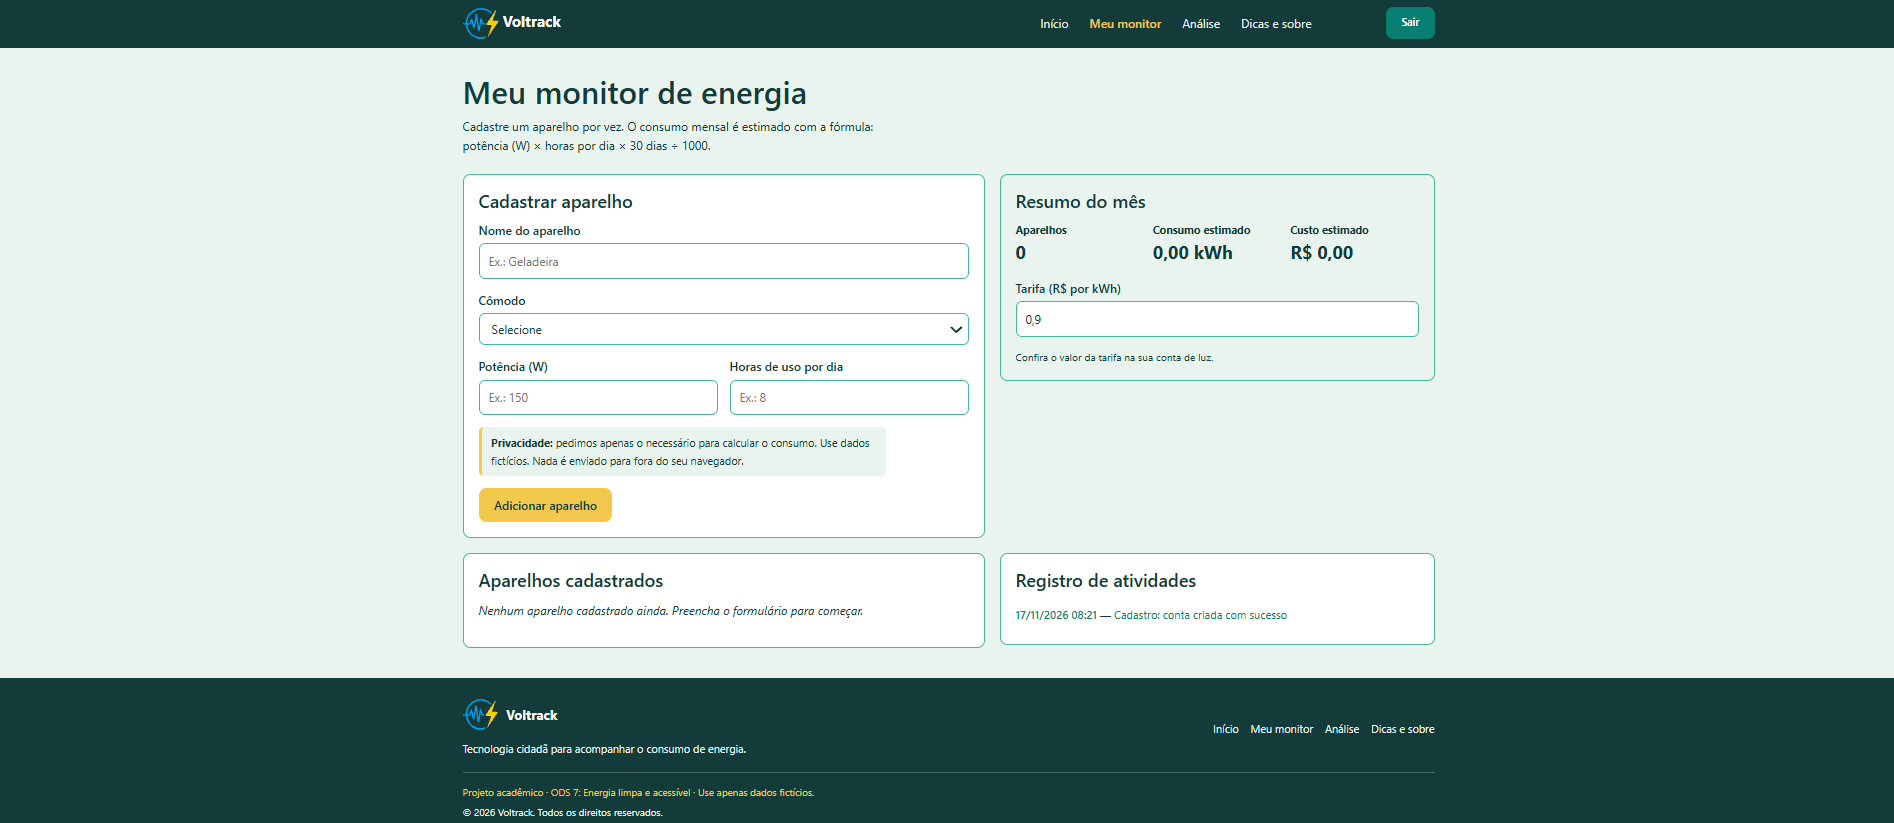 Voltrack
Início
Meu monitor
Análise
Dicas e sobre
Sair
Meu monitor de energia
Cadastre um aparelho por vez. O consumo mensal é estimado com a fórmula:
potência (W) × horas por dia × 30 dias ÷ 1000.
Cadastrar aparelho
Nome do aparelho
Ex.: Geladeira
Cômodo
Selecione
Potência (W)
Horas de uso por dia
Ex.: 150
Ex.: 8
Privacidade: pedimos apenas o necessário para calcular o consumo. Use dados
fictícios. Nada é enviado para fora do seu navegador.
Adicionar aparelho
Resumo do mês
Aparelhos
Consumo estimado
Custo estimado
0
0,00 kWh
R$ 0,00
Tarifa (R$ por kWh)
0,9
Confira o valor da tarifa na sua conta de luz.
Aparelhos cadastrados
Nenhum aparelho cadastrado ainda. Preencha o formulário para começar.
Registro de atividades
17/11/2026 08:21 — Cadastro: conta criada com sucesso
Voltrack
Tecnologia cidadã para acompanhar o consumo de energia.
Início
Meu monitor
Análise
Dicas e sobre
Projeto acadêmico · ODS 7: Energia limpa e acessível · Use apenas dados fictícios.
© 2026 Voltrack. Todos os direitos reservados.